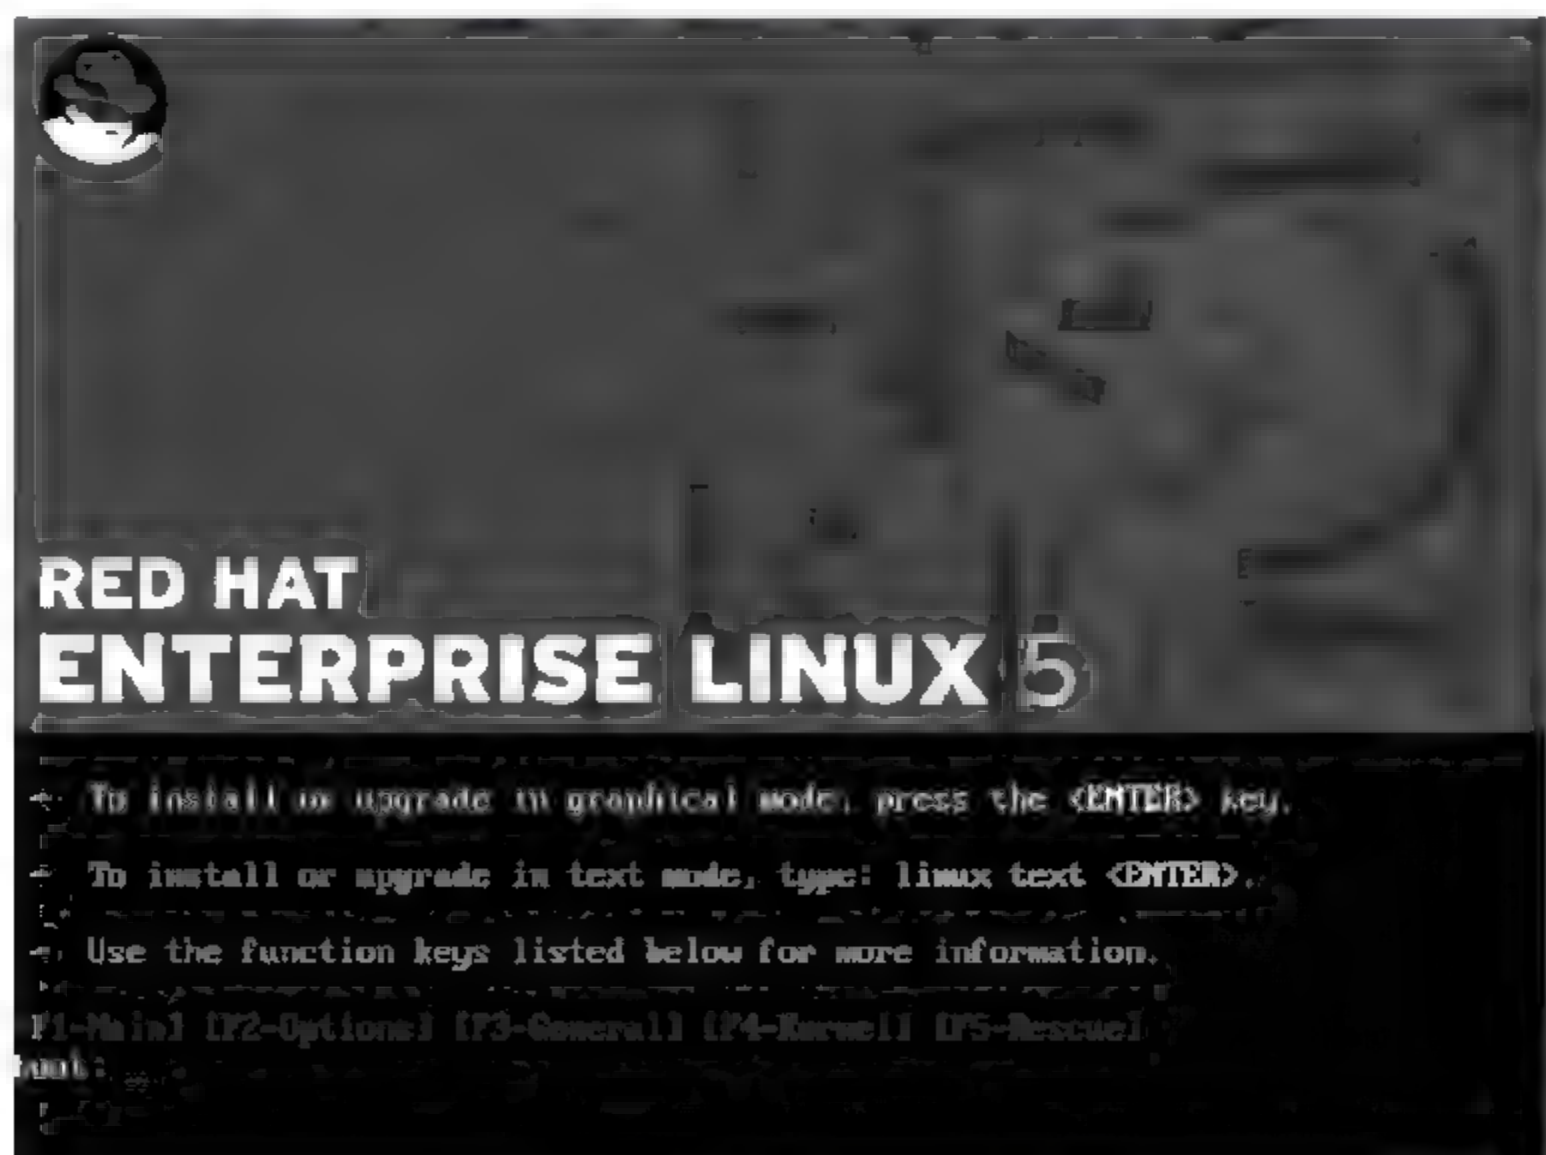 RED HAT
ENTERPRISE LINUX 5
- To install or upgrade in graphical mode, press the <ENTER> key.
- To install or upgrade in text mode, type: linux text <ENTER>.
- Use the function keys listed below for more information.
[F1-Main] [F2-Options] [F3-General] [F4-Kernel] [F5-Rescue]
boot: